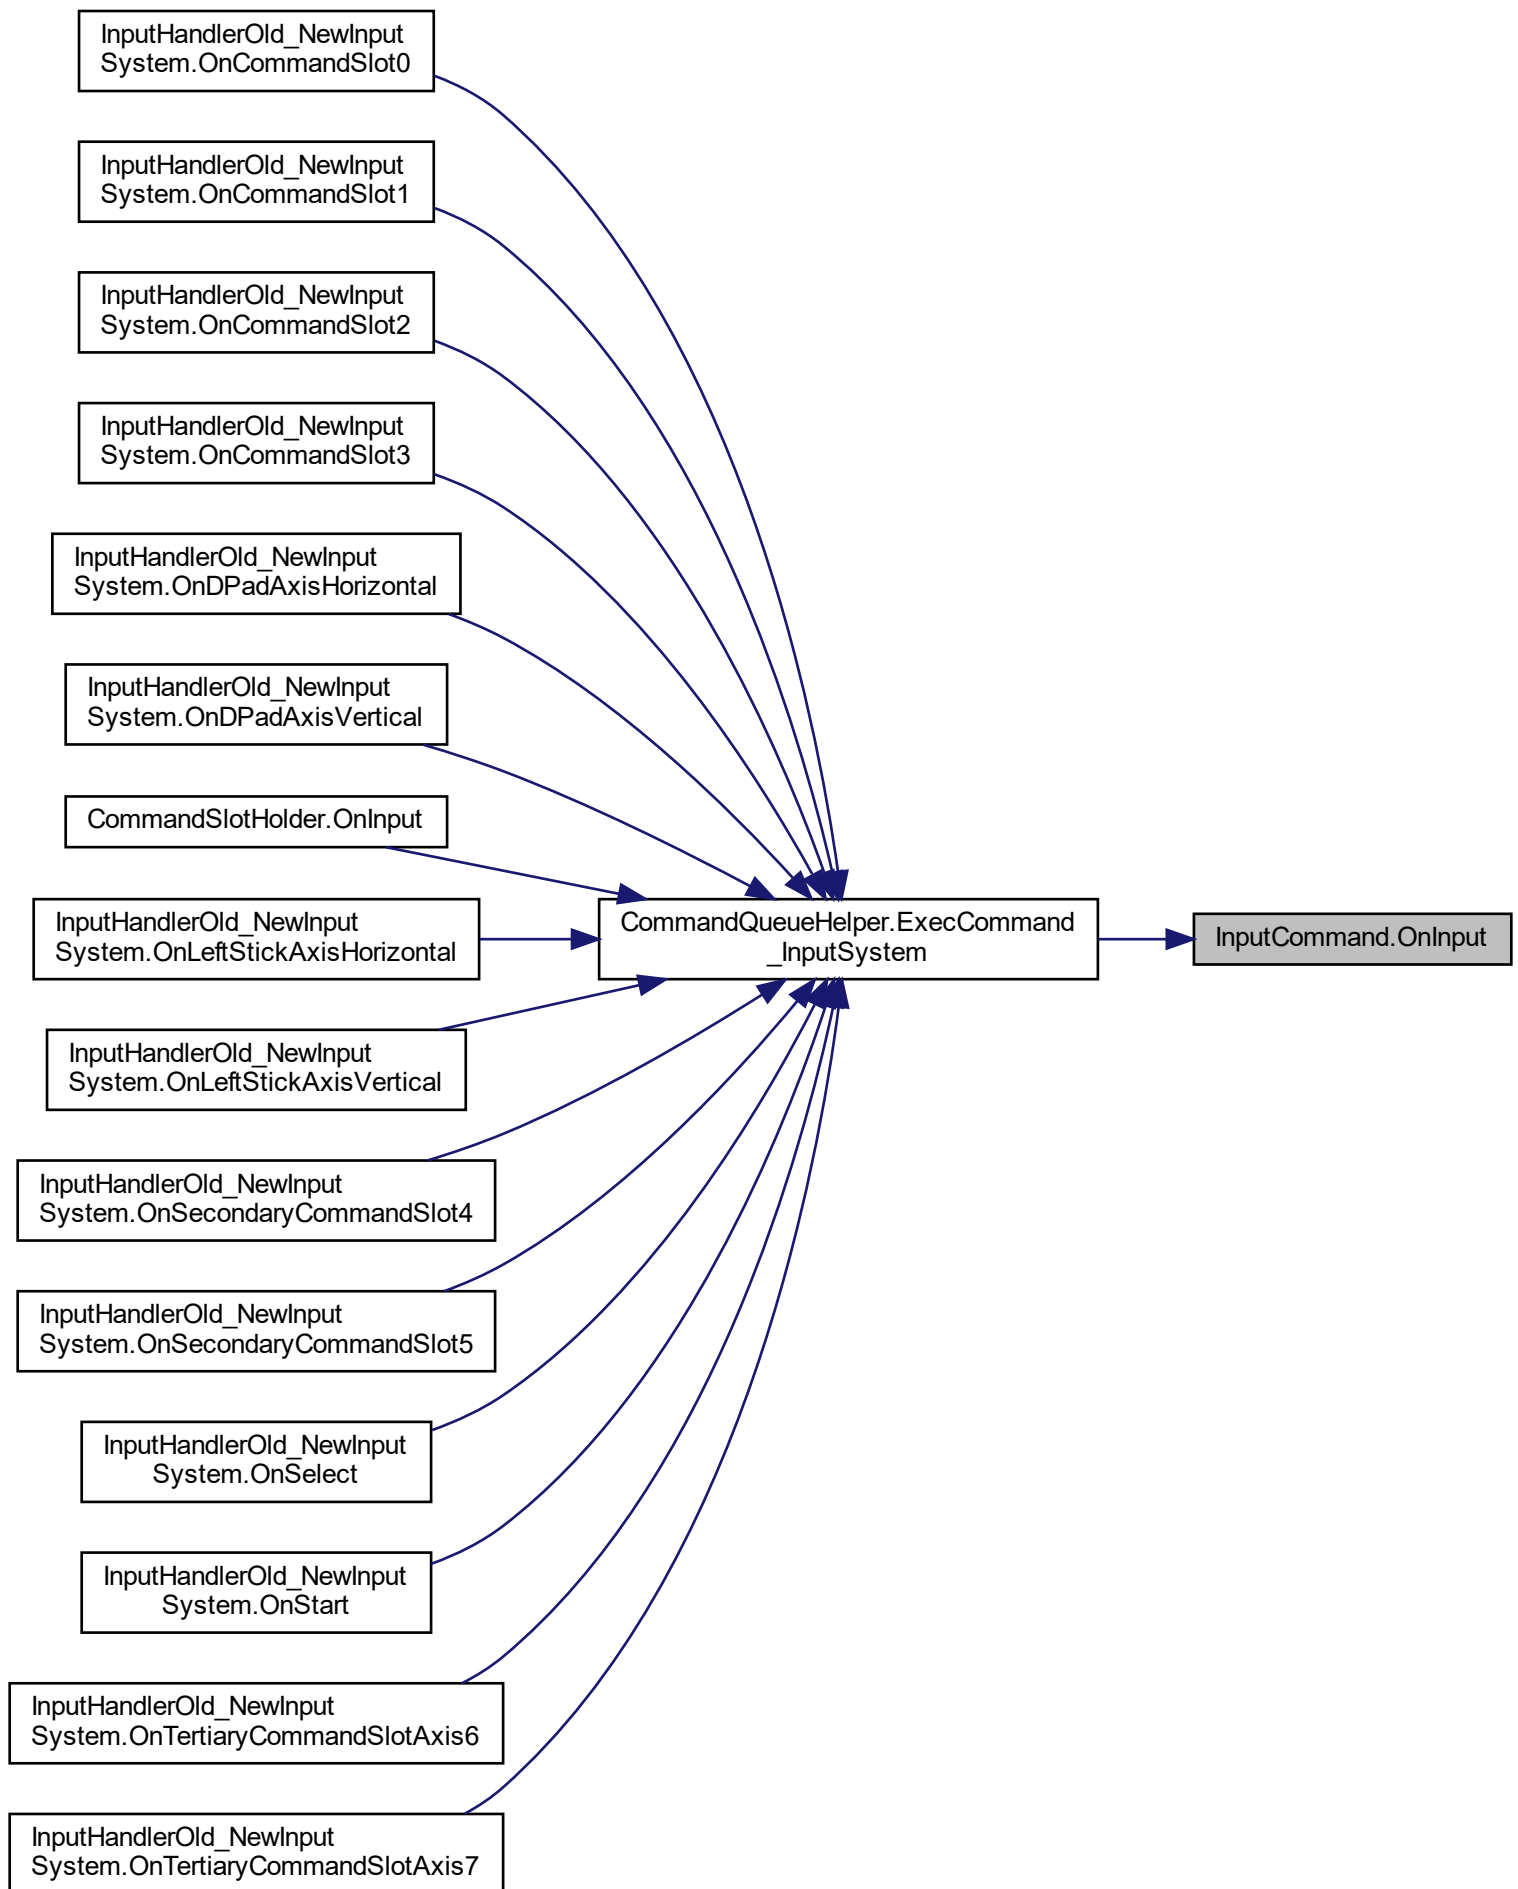 InputHandlerOld_NewInput
System.OnCommandSlot0
InputHandlerOld_NewInput
System.OnCommandSlot1
InputHandlerOld_NewInput
System.OnCommandSlot2
InputHandlerOld_NewInput
System.OnCommandSlot3
InputHandlerOld_NewInput
System.OnDPadAxisHorizontal
InputHandlerOld_NewInput
System.OnDPadAxisVertical
CommandSlotHolder.OnInput
InputHandlerOld_NewInput
System.OnLeftStickAxisHorizontal
CommandQueueHelper.ExecCommand
_InputSystem
InputCommand.OnInput
InputHandlerOld_NewInput
System.OnLeftStickAxisVertical
InputHandlerOld_NewInput
System.OnSecondaryCommandSlot4
InputHandlerOld_NewInput
System.OnSecondaryCommandSlot5
InputHandlerOld_NewInput
System.OnSelect
InputHandlerOld_NewInput
System.OnStart
InputHandlerOld_NewInput
System.OnTertiaryCommandSlotAxis6
InputHandlerOld_NewInput
System.OnTertiaryCommandSlotAxis7